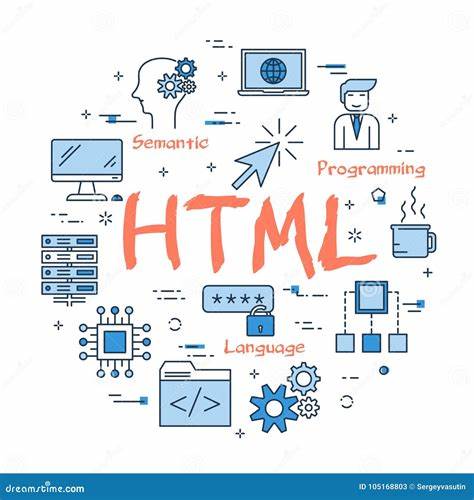 Semantic
Programming
HTML
****
Language
</>
dreamstime.com
ID 105168803 © Sergeyvasutin